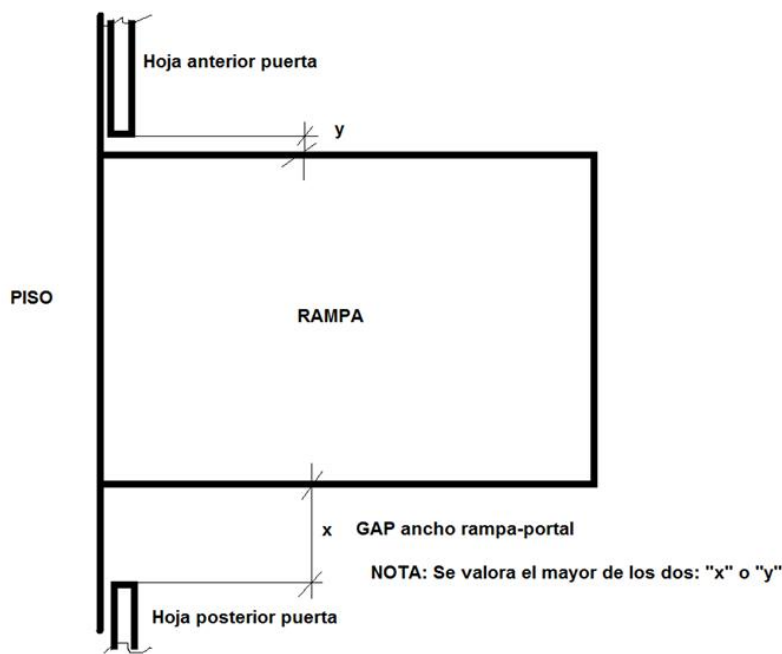 Hoja anterior puerta
y
PISO
RAMPA
x GAP ancho rampa-portal
NOTA: Se valora el mayor de los dos: "x" o "y"
Hoja posterior puerta